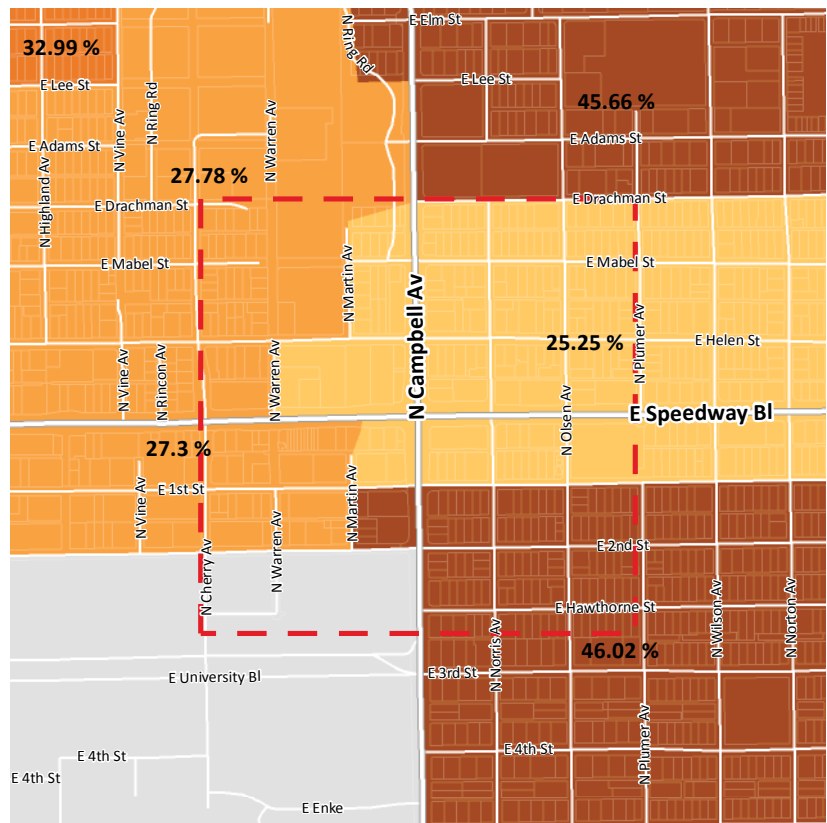 E Elm St
N Ring Rd
32.99 %
E Lee St
E Lee St
N Ring Rd
N Vine Av
N Warren Av
45.66 %
E Adams St
E Adams St
N Highland Av
27.78 %
E Drachman St
E Drachman St
E Mabel St
E Mabel St
N Martin Av
N Campbell Av
25.25 %
N Plumer Av
E Helen St
N Vine Av
N Rincon Av
N Warren Av
N Olsen Av
E Speedway Bl
27.3 %
N Vine Av
E 1st St
N Martin Av
N Warren Av
N Cherry Av
E 2nd St
E Hawthorne St
N Wilson Av
N Norton Av
N Norris Av
46.02 %
E University Bl
E 3rd St
N Plumer Av
E 4th St
E 4th St
E 4th St
E Enke